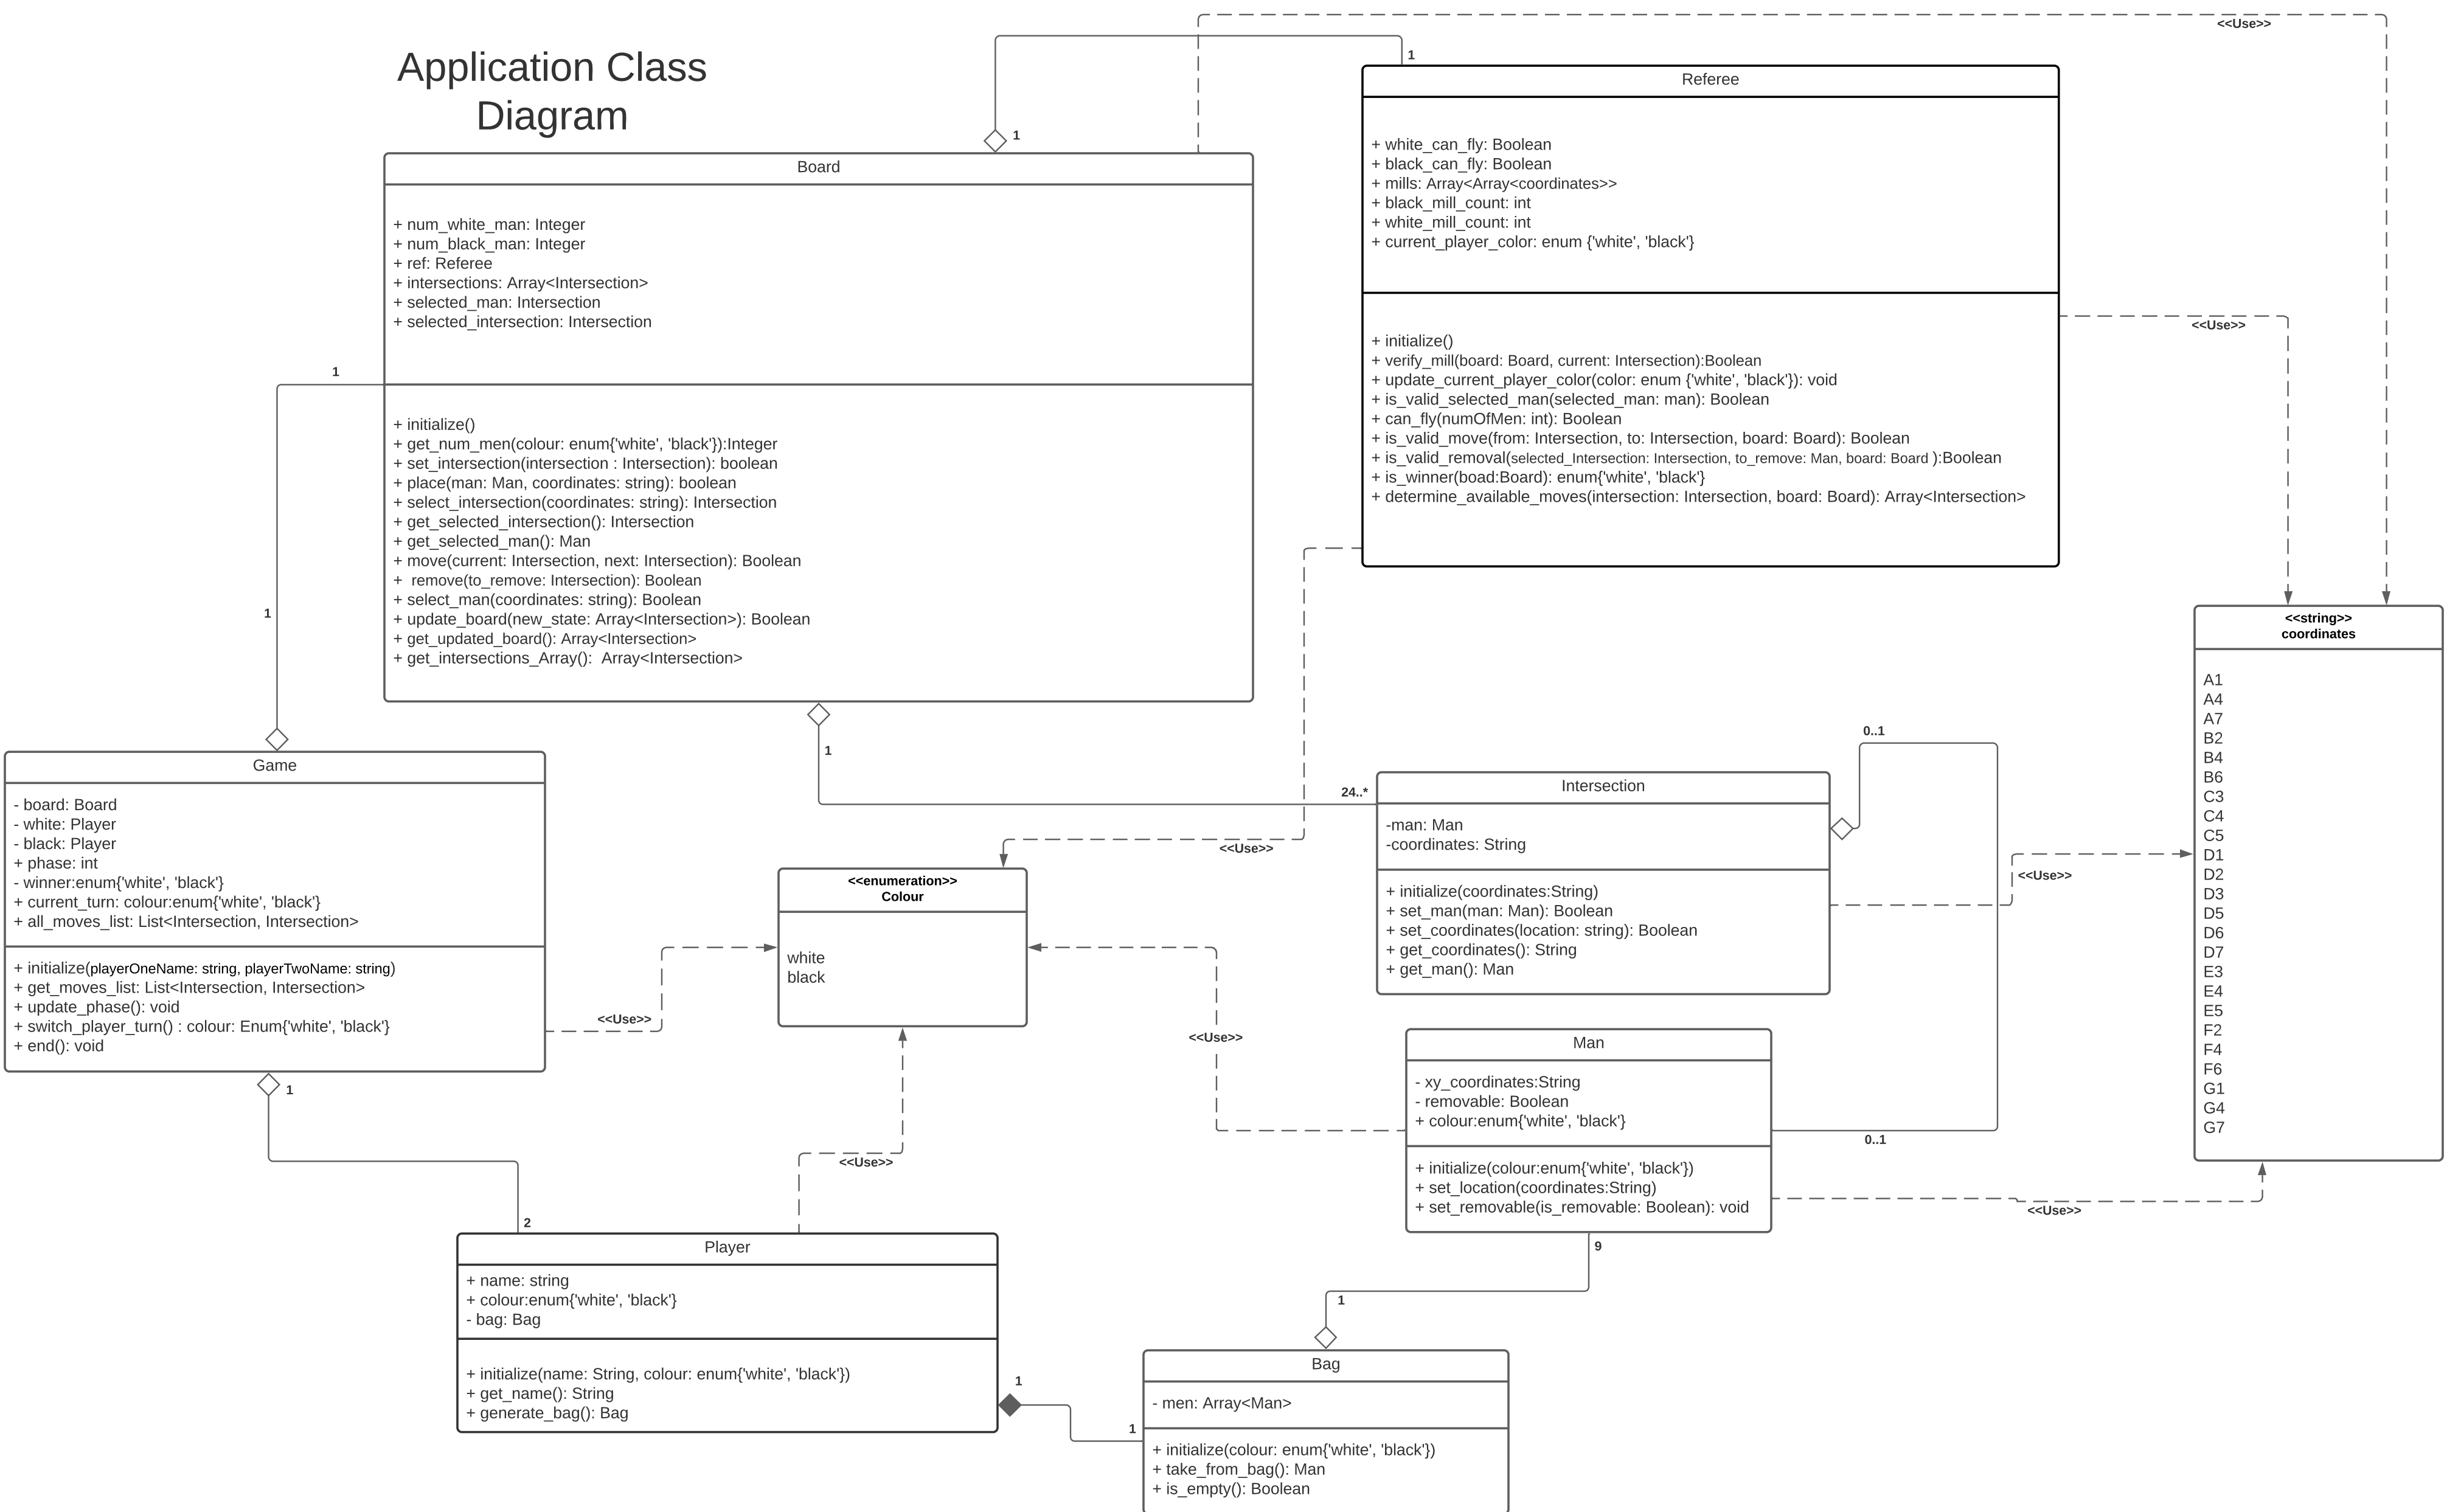 Application Class
Diagram
<<Use>>
1
1
Referee
+ white_can_fly: Boolean
+ black_can_fly: Boolean
+ mills: Array<Array<coordinates>>
+ black_mill_count: int
+ white_mill_count: int
+ current_player_color: enum {'white', 'black'}
+ initialize()
+ verify_mill(board: Board, current: Intersection):Boolean
+ update_current_player_color(color: enum {'white', 'black'}): void
+ is_valid_selected_man(selected_man: man): Boolean
+ can_fly(numOfMen: int): Boolean
+ is_valid_move(from: Intersection, to: Intersection, board: Board): Boolean
+ is_valid_removal(selected_Intersection: Intersection, to_remove: Man, board: Board ):Boolean
+ is_winner(boad:Board): enum{'white', 'black'}
+ determine_available_moves(intersection: Intersection, board: Board): Array<Intersection>
<<Use>>
Board
+ num_white_man: Integer
+ num_black_man: Integer
+ ref: Referee
+ intersections: Array<Intersection>
+ selected_man: Intersection
+ selected_intersection: Intersection
+ initialize()
+ get_num_men(colour: enum{'white', 'black'}):Integer
+ set_intersection(intersection : Intersection): boolean
+ place(man: Man, coordinates: string): boolean
+ select_intersection(coordinates: string): Intersection
+ get_selected_intersection(): Intersection
+ get_selected_man(): Man
+ move(current: Intersection, next: Intersection): Boolean
+  remove(to_remove: Intersection): Boolean
+ select_man(coordinates: string): Boolean
+ update_board(new_state: Array<Intersection>): Boolean
+ get_updated_board(): Array<Intersection>
+ get_intersections_Array():  Array<Intersection>
1
1
1
24..*
Game
- board: Board
- white: Player
- black: Player
+ phase: int
- winner:enum{'white', 'black'}
+ current_turn: colour:enum{'white', 'black'}
+ all_moves_list: List<Intersection, Intersection>
+ initialize(playerOneName: string, playerTwoName: string)
+ get_moves_list: List<Intersection, Intersection>
+ update_phase(): void
+ switch_player_turn() : colour: Enum{'white', 'black'}
+ end(): void
<<Use>>
1
2
<<Use>>
<<enumeration>>
Colour
white
black
<<Use>>
<<Use>>
Intersection
-man: Man
-coordinates: String
+ initialize(coordinates:String)
+ set_man(man: Man): Boolean
+ set_coordinates(location: string): Boolean
+ get_coordinates(): String
+ get_man(): Man
0..1
<<Use>>
<<string>>
coordinates
A1
A4
A7
B2
B4
B6
C3
C4
C5
D1
D2
D3
D5
D6
D7
E3
E4
E5
F2
F4
F6
G1
G4
G7
Man
- xy_coordinates:String
- removable: Boolean
+ colour:enum{'white', 'black'}
+ initialize(colour:enum{'white', 'black'})
+ set_location(coordinates:String)
+ set_removable(is_removable: Boolean): void
0..1
<<Use>>
9
1
Player
+ name: string
+ colour:enum{'white', 'black'}
- bag: Bag
+ initialize(name: String, colour: enum{'white', 'black'})
+ get_name(): String
+ generate_bag(): Bag
1
1
Bag
- men: Array<Man>
+ initialize(colour: enum{'white', 'black'})
+ take_from_bag(): Man
+ is_empty(): Boolean